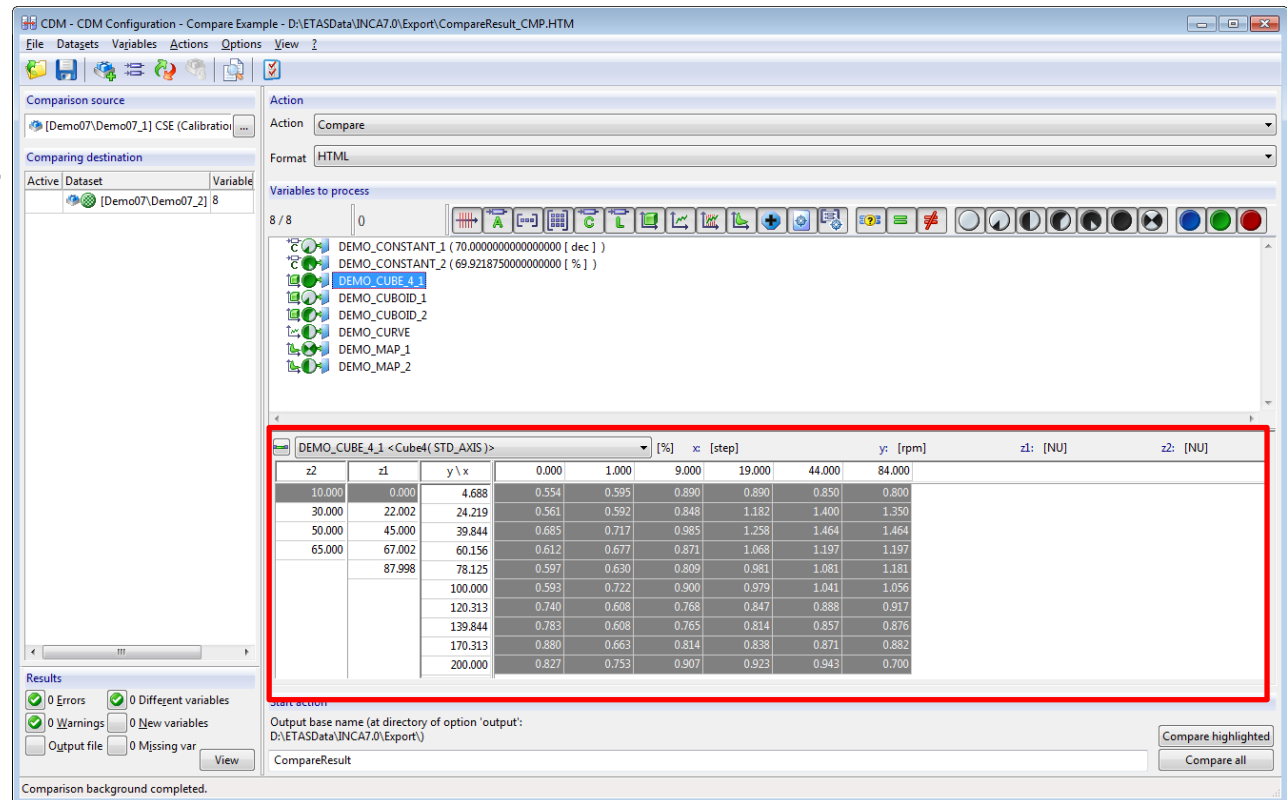 CDM - CDM Configuration - Compare Example - D:\ETASData\INCA7.0\Export\CompareResult_CMP.HTM
File Datasets Variables Actions Options View ?
Comparison source
[Demo07\Demo07_1] CSE (Calibration ...
Comparing destination
Active Dataset Variable
[Demo07\Demo07_2] 8
Action
Action Compare
Format HTML
Variables to process
8 / 8 0
DEMO_CONSTANT_1 ( 70.0000000000000000 [ dec ] )
DEMO_CONSTANT_2 ( 69.9218750000000000 [ % ] )
DEMO_CUBE_4_1
DEMO_CUBOID_1
DEMO_CUBOID_2
DEMO_CURVE
DEMO_MAP_1
DEMO_MAP_2
DEMO_CUBE_4_1 <Cube4( STD_AXIS )> [%] x: [step] y: [rpm] z1: [NU] z2: [NU]
z2 z1 y \ x 0.000 1.000 9.000 19.000 44.000 84.000
10.000 0.000 4.688 0.554 0.595 0.890 0.890 0.850 0.800
30.000 22.002 24.219 0.561 0.592 0.848 1.182 1.400 1.350
50.000 45.000 39.844 0.685 0.717 0.985 1.258 1.464 1.464
65.000 67.002 60.156 0.612 0.677 0.871 1.068 1.197 1.197
87.998 78.125 0.597 0.630 0.809 0.981 1.081 1.181
100.000 0.593 0.722 0.900 0.979 1.041 1.056
120.313 0.740 0.608 0.768 0.847 0.888 0.917
139.844 0.783 0.608 0.765 0.814 0.857 0.876
170.313 0.880 0.663 0.814 0.838 0.871 0.882
200.000 0.827 0.753 0.907 0.923 0.943 0.700
Results
0 Errors 0 Different variables
0 Warnings 0 New variables
Output file 0 Missing var
View
Start action
Output base name (at directory of option 'output':
D:\ETASData\INCA7.0\Export\)
CompareResult
Compare highlighted
Compare all
Comparison background completed.